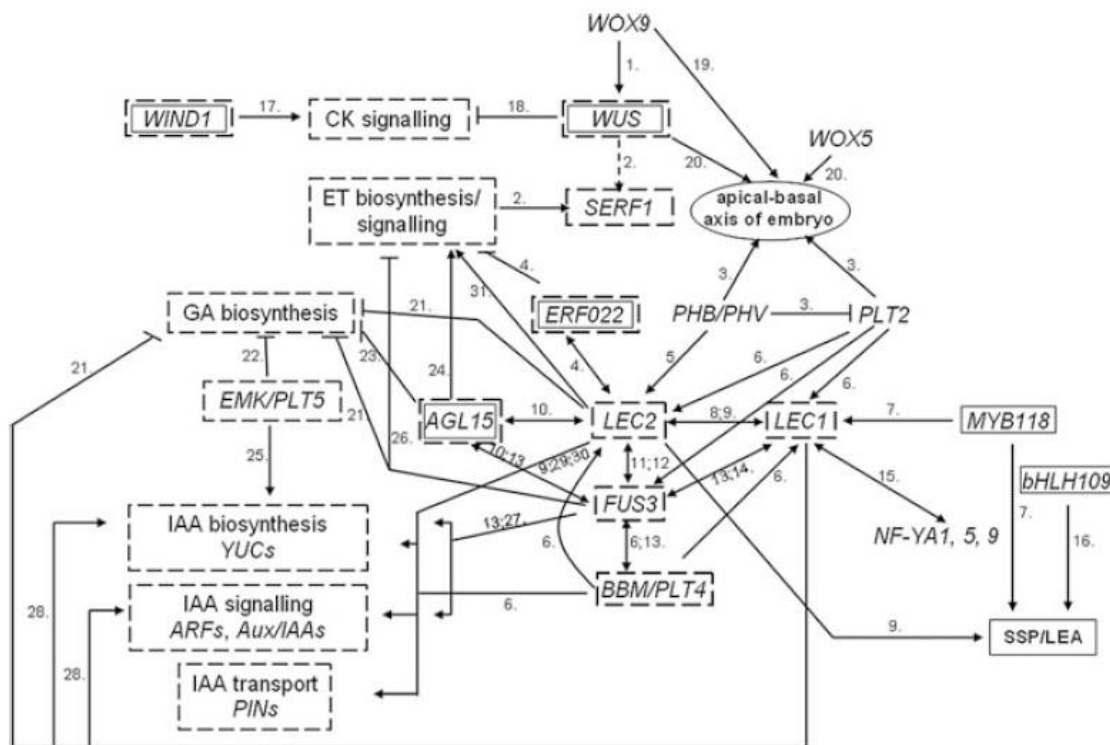 WOX9
1.
19.
WIND1
17.
CK signalling
18.
WUS
WOX5
2.
20.
20.
ET biosynthesis/
signalling
2.
SERF1
apical-basal
axis of embryo
4.
3.
3.
31.
GA biosynthesis
21.
ERF022
PHB/PHV
3.
PLT2
21.
22.
23.
24.
4.
5.
6.
6.
6.
EMK/PLT5
21
26.
AGL15
10.
LEC2
8;9.
LEC1
7.
MYB118
25.
10;13
9;29;30
11;12
13;14.
6.
15.
bHLH109
IAA biosynthesis
YUCs
13;27.
FUS3
6.
6;13.
NF-YA1, 5, 9
7.
16.
28.
IAA signalling
ARFs, Aux/IAAs
6.
BBM/PLT4
9.
SSP/LEA
28.
IAA transport
PINs